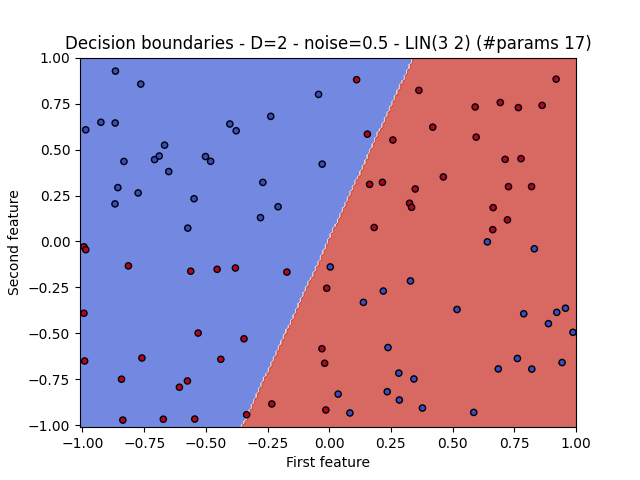 Decision boundaries - D=2 - noise=0.5 - LIN(3 2) (#params 17)
1.00
0.75
0.50
0.25
0.00
−0.25
−0.50
−0.75
−1.00
Second feature
−1.00 −0.75 −0.50 −0.25 0.00 0.25 0.50 0.75 1.00
First feature